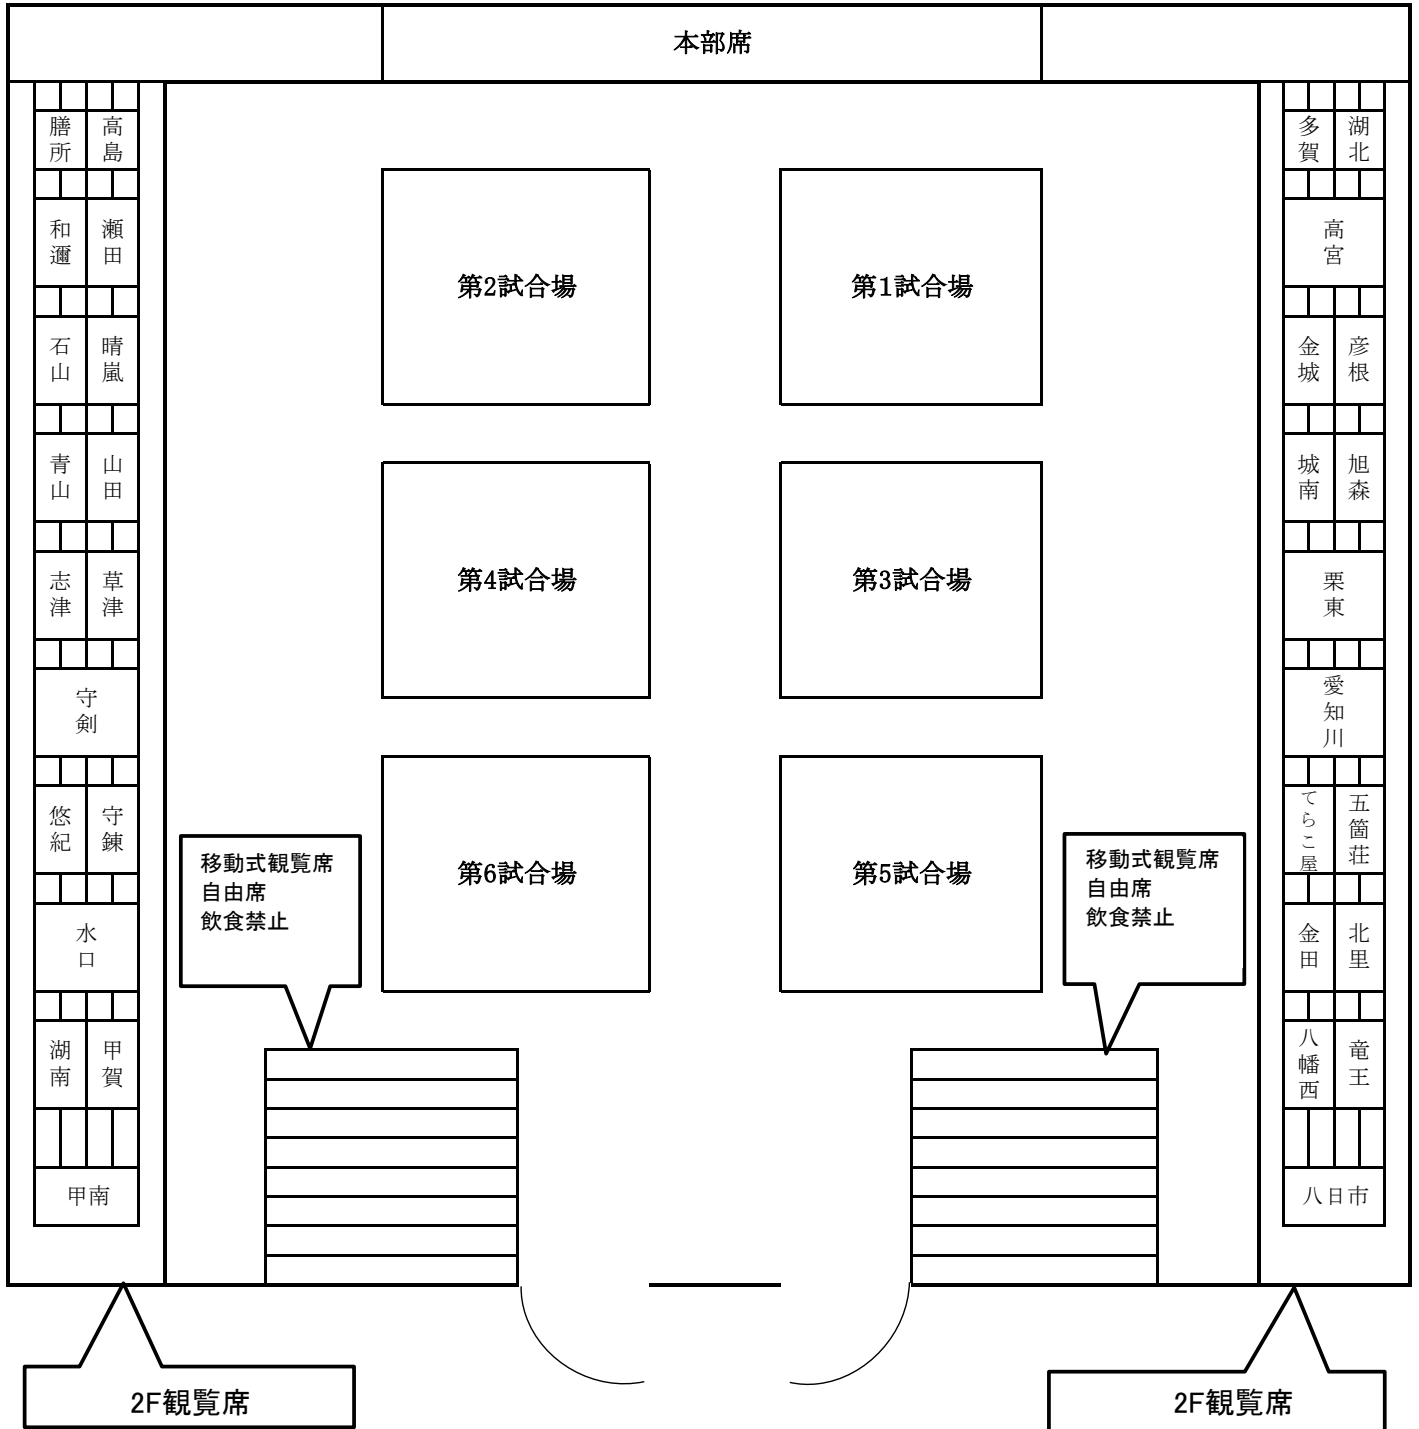 本部席
膳所
高島
和邇
瀬田
石山
晴嵐
青山
山田
志津
草津
守剣
悠紀
守錬
水口
湖南
甲賀
甲南
第2試合場
第1試合場
第4試合場
第3試合場
第6試合場
第5試合場
移動式観覧席
自由席
飲食禁止
移動式観覧席
自由席
飲食禁止
多賀
湖北
高宮
金城
彦根
城南
旭森
栗東
愛知川
てらこ屋
五箇荘
金田
北里
八幡西
竜王
八日市
2F観覧席
2F観覧席